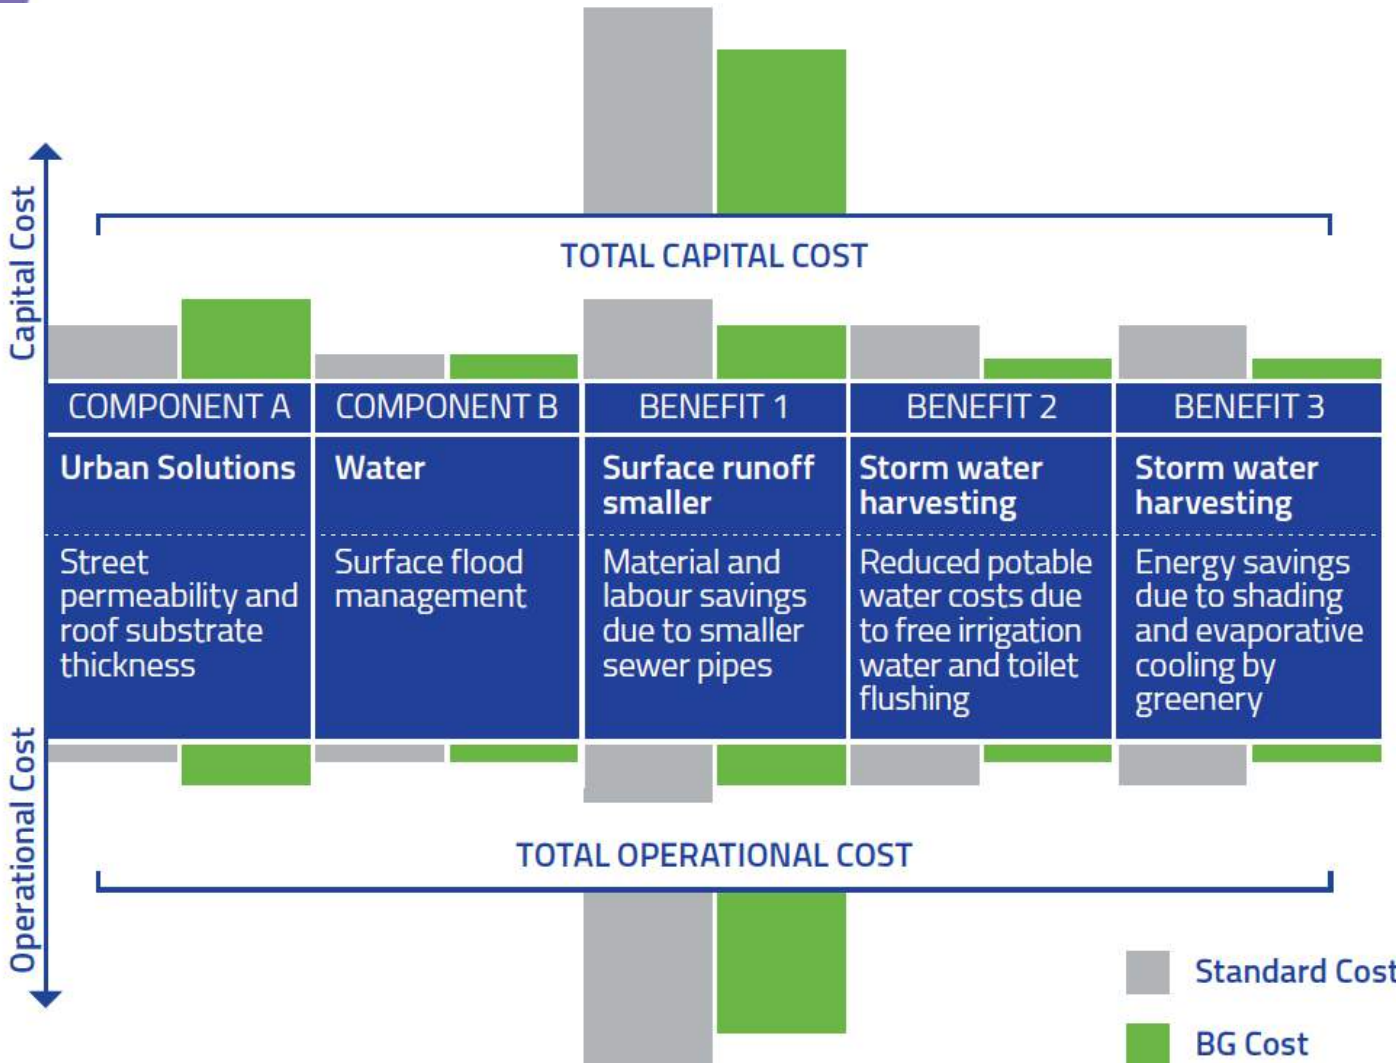 Capital Cost
TOTAL CAPITAL COST
COMPONENT A
COMPONENT B
BENEFIT 1
BENEFIT 2
BENEFIT 3
Urban Solutions
Water
Surface runoff
smaller
Storm water
harvesting
Storm water
harvesting
Street
permeability and
roof substrate
thickness
Surface flood
management
Material and
labour savings
due to smaller
sewer pipes
Reduced potable
water costs due
to free irrigation
water and toilet
flushing
Energy savings
due to shading
and evaporative
cooling by
greenery
Operational Cost
TOTAL OPERATIONAL COST
Standard Cost
BG Cost